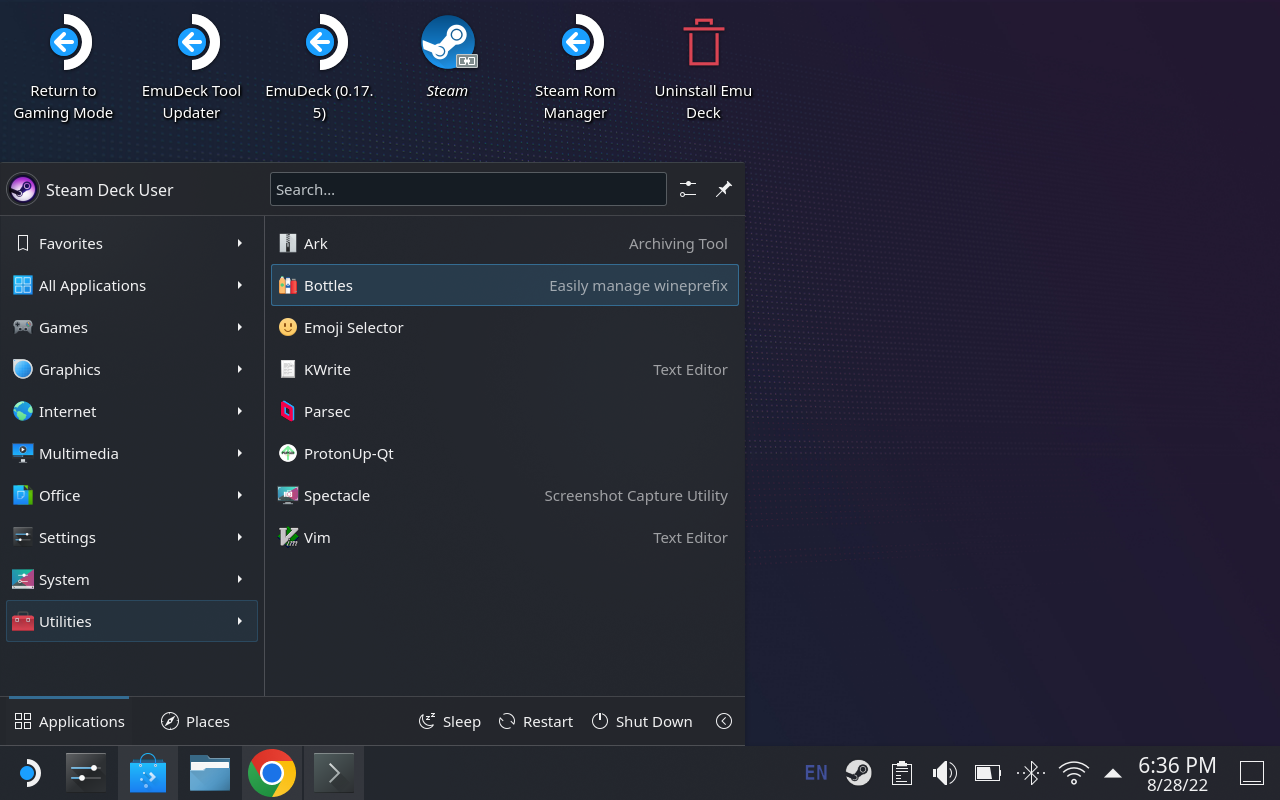 Return to
Gaming Mode
EmuDeck Tool
Updater
EmuDeck (0.17.
5)
Steam
Steam Rom
Manager
Uninstall Emu
Deck
Steam Deck User
Search...
Favorites
All Applications
Games
Graphics
Internet
Multimedia
Office
Settings
System
Utilities
Ark Archiving Tool
Bottles Easily manage wineprefix
Emoji Selector
KWrite Text Editor
Parsec
ProtonUp-Qt
Spectacle Screenshot Capture Utility
Vim Text Editor
Applications
Places
Sleep
Restart
Shut Down
EN
6:36 PM
8/28/22